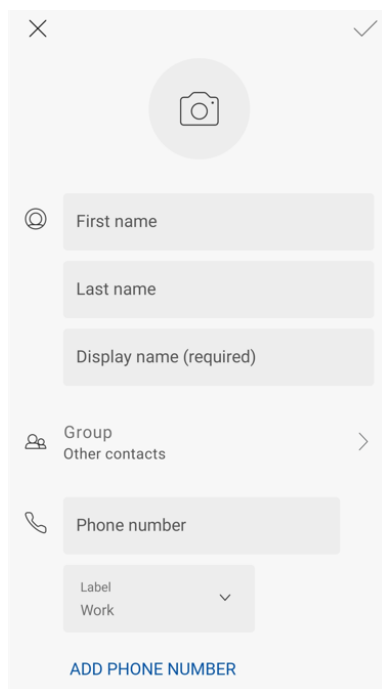 First name
Last name
Display name (required)
Group
Other contacts
Phone number
Label
Work
ADD PHONE NUMBER